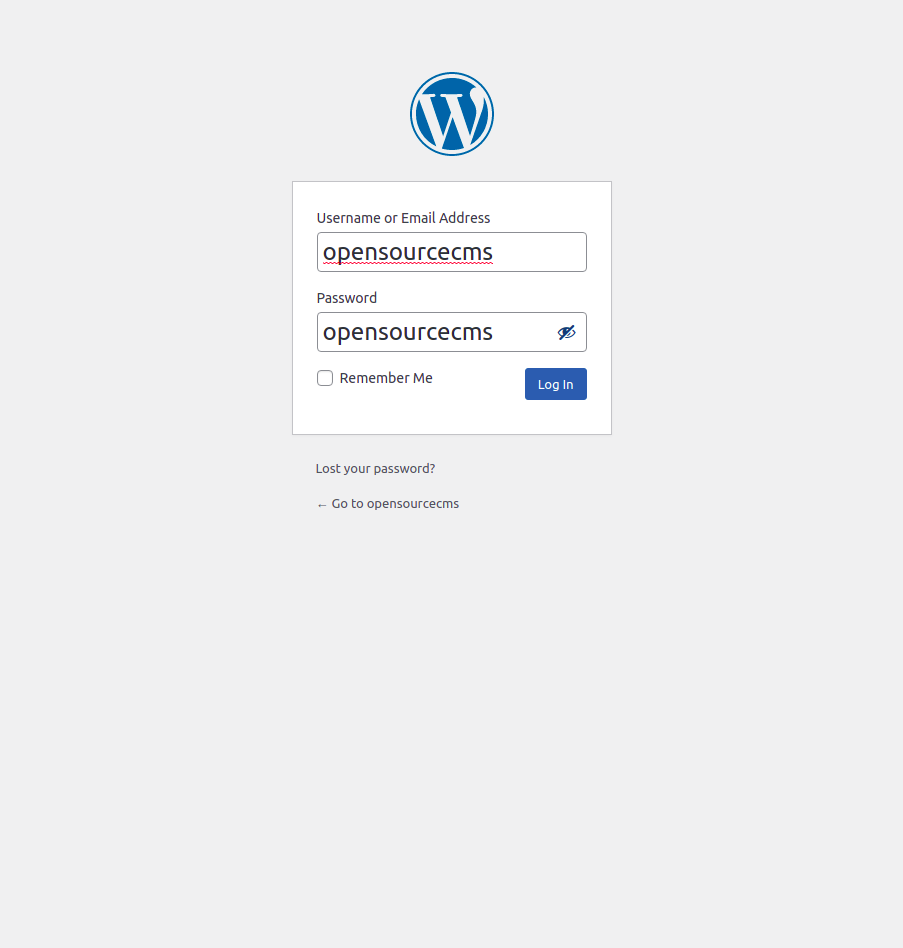 Username or Email Address
opensourcecms
Password
opensourcecms
Remember Me
Log In
Lost your password?
← Go to opensourcecms